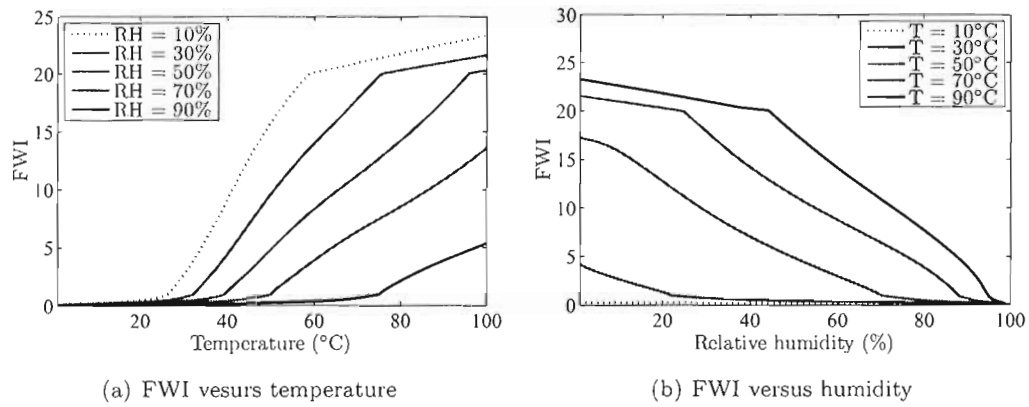 25
20
15
10
5
0
FWI
RH = 10%
RH = 30%
RH = 50%
RH = 70%
RH = 90%
20
40
60
80
100
Temperature (°C)
(a) FWI vesurs temperature
30
25
20
15
10
5
0
FWI
T = 10°C
T = 30°C
T = 50°C
T = 70°C
T = 90°C
20
40
60
80
100
Relative humidity (%)
(b) FWI versus humidity